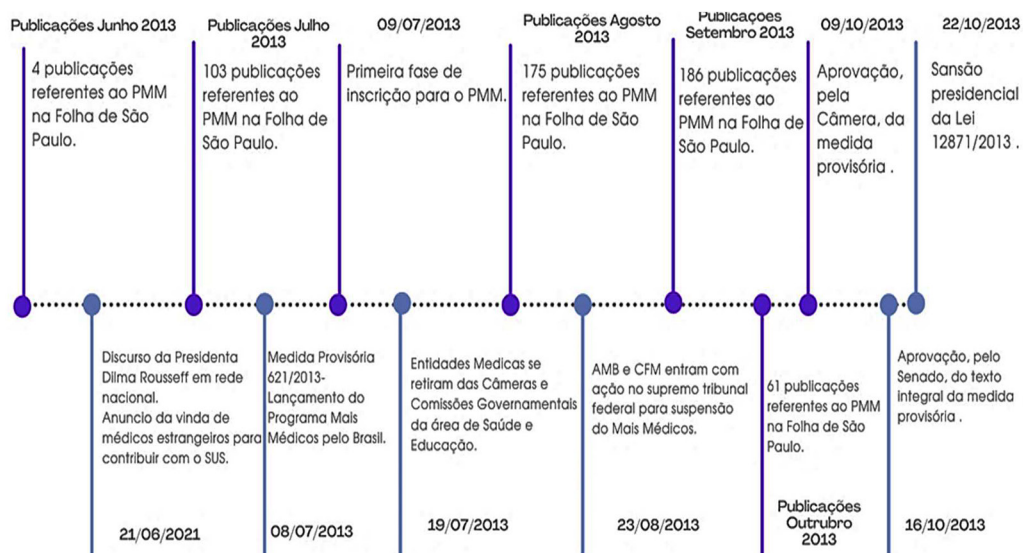 Publicações Junho 2013
4 publicações
referentes ao PMM
na Folha de São
Paulo.
Publicações Julho
2013
103 publicações
referentes ao
PMM na Folha de
São Paulo.
09/07/2013
Primeira fase de
inscrição para o PMM.
Publicações Agosto
2013
175 publicações
referentes ao PMM
na Folha de São
Paulo.
Publicações
Setembro 2013
186 publicações
referentes ao
PMM na Folha de
São Paulo.
09/10/2013
Aprovação,
pela
Câmera, da
medida
provisória .
22/10/2013
Sansão
presidencial
da Lei
12871/2013 .
Discurso da Presidenta
Dilma Rousseff em rede
nacional.
Anuncio da vinda de
médicos estrangeiros para
contribuir com o SUS.
21/06/2021
Medida Provisória
621/2013-
Lançamento do
Programa Mais
Médicos pelo Brasil.
08/07/2013
Entidades Medicas se
retiram das Câmeras e
Comissões Governamentais
da área de Saúde e
Educação.
19/07/2013
AMB e CFM entram com
ação no supremo tribunal
federal para suspensão
do Mais Médicos.
23/08/2013
61 publicações
referentes ao PMM
na Folha de São
Paulo.
Publicações
Outrubro
2013
Aprovação, pelo
Senado, do texto
integral da medida
provisória .
16/10/2013